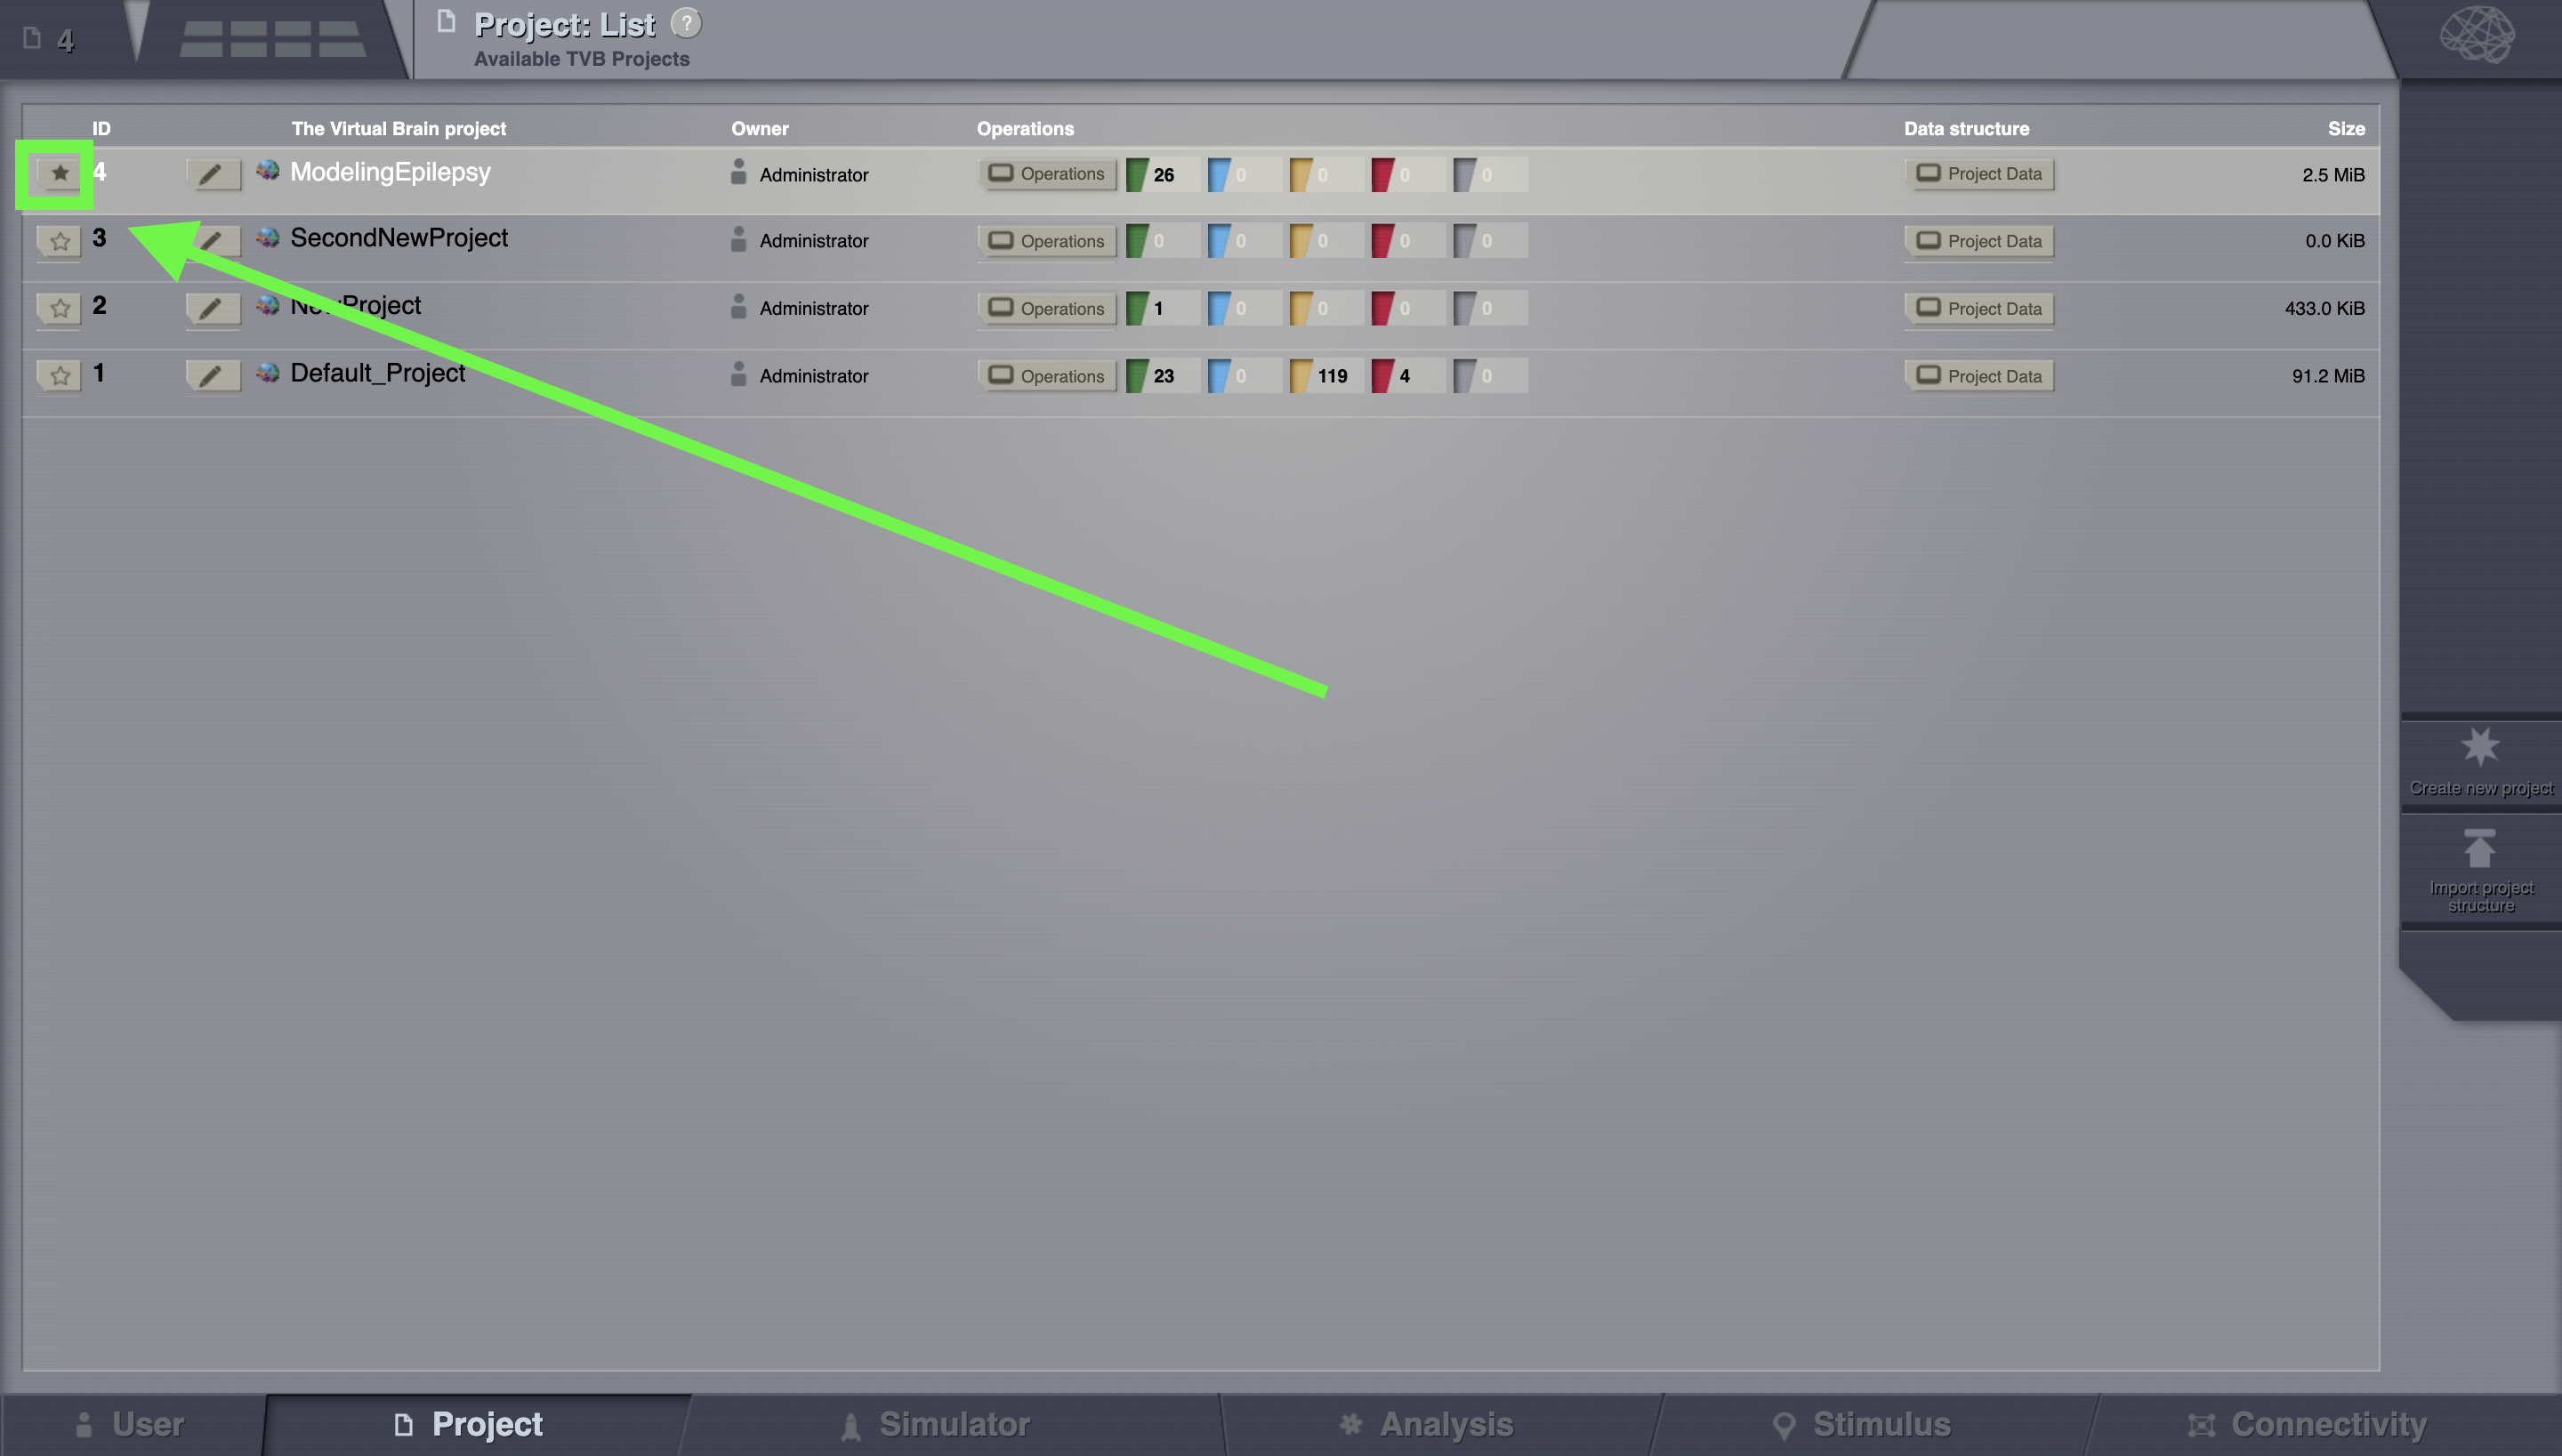 4
Project: List ?
Available TVB Projects
ID The Virtual Brain project Owner Operations Data structure Size
4 ModelingEpilepsy Administrator Operations 26 0 0 0 0 Project Data 2.5 MiB
3 SecondNewProject Administrator Operations 0 0 0 0 0 Project Data 0.0 KiB
2 NewProject Administrator Operations 1 0 0 0 0 Project Data 433.0 KiB
1 Default_Project Administrator Operations 23 0 119 4 0 Project Data 91.2 MiB
Create new project
Import project
structure
User Project Simulator Analysis Stimulus Connectivity